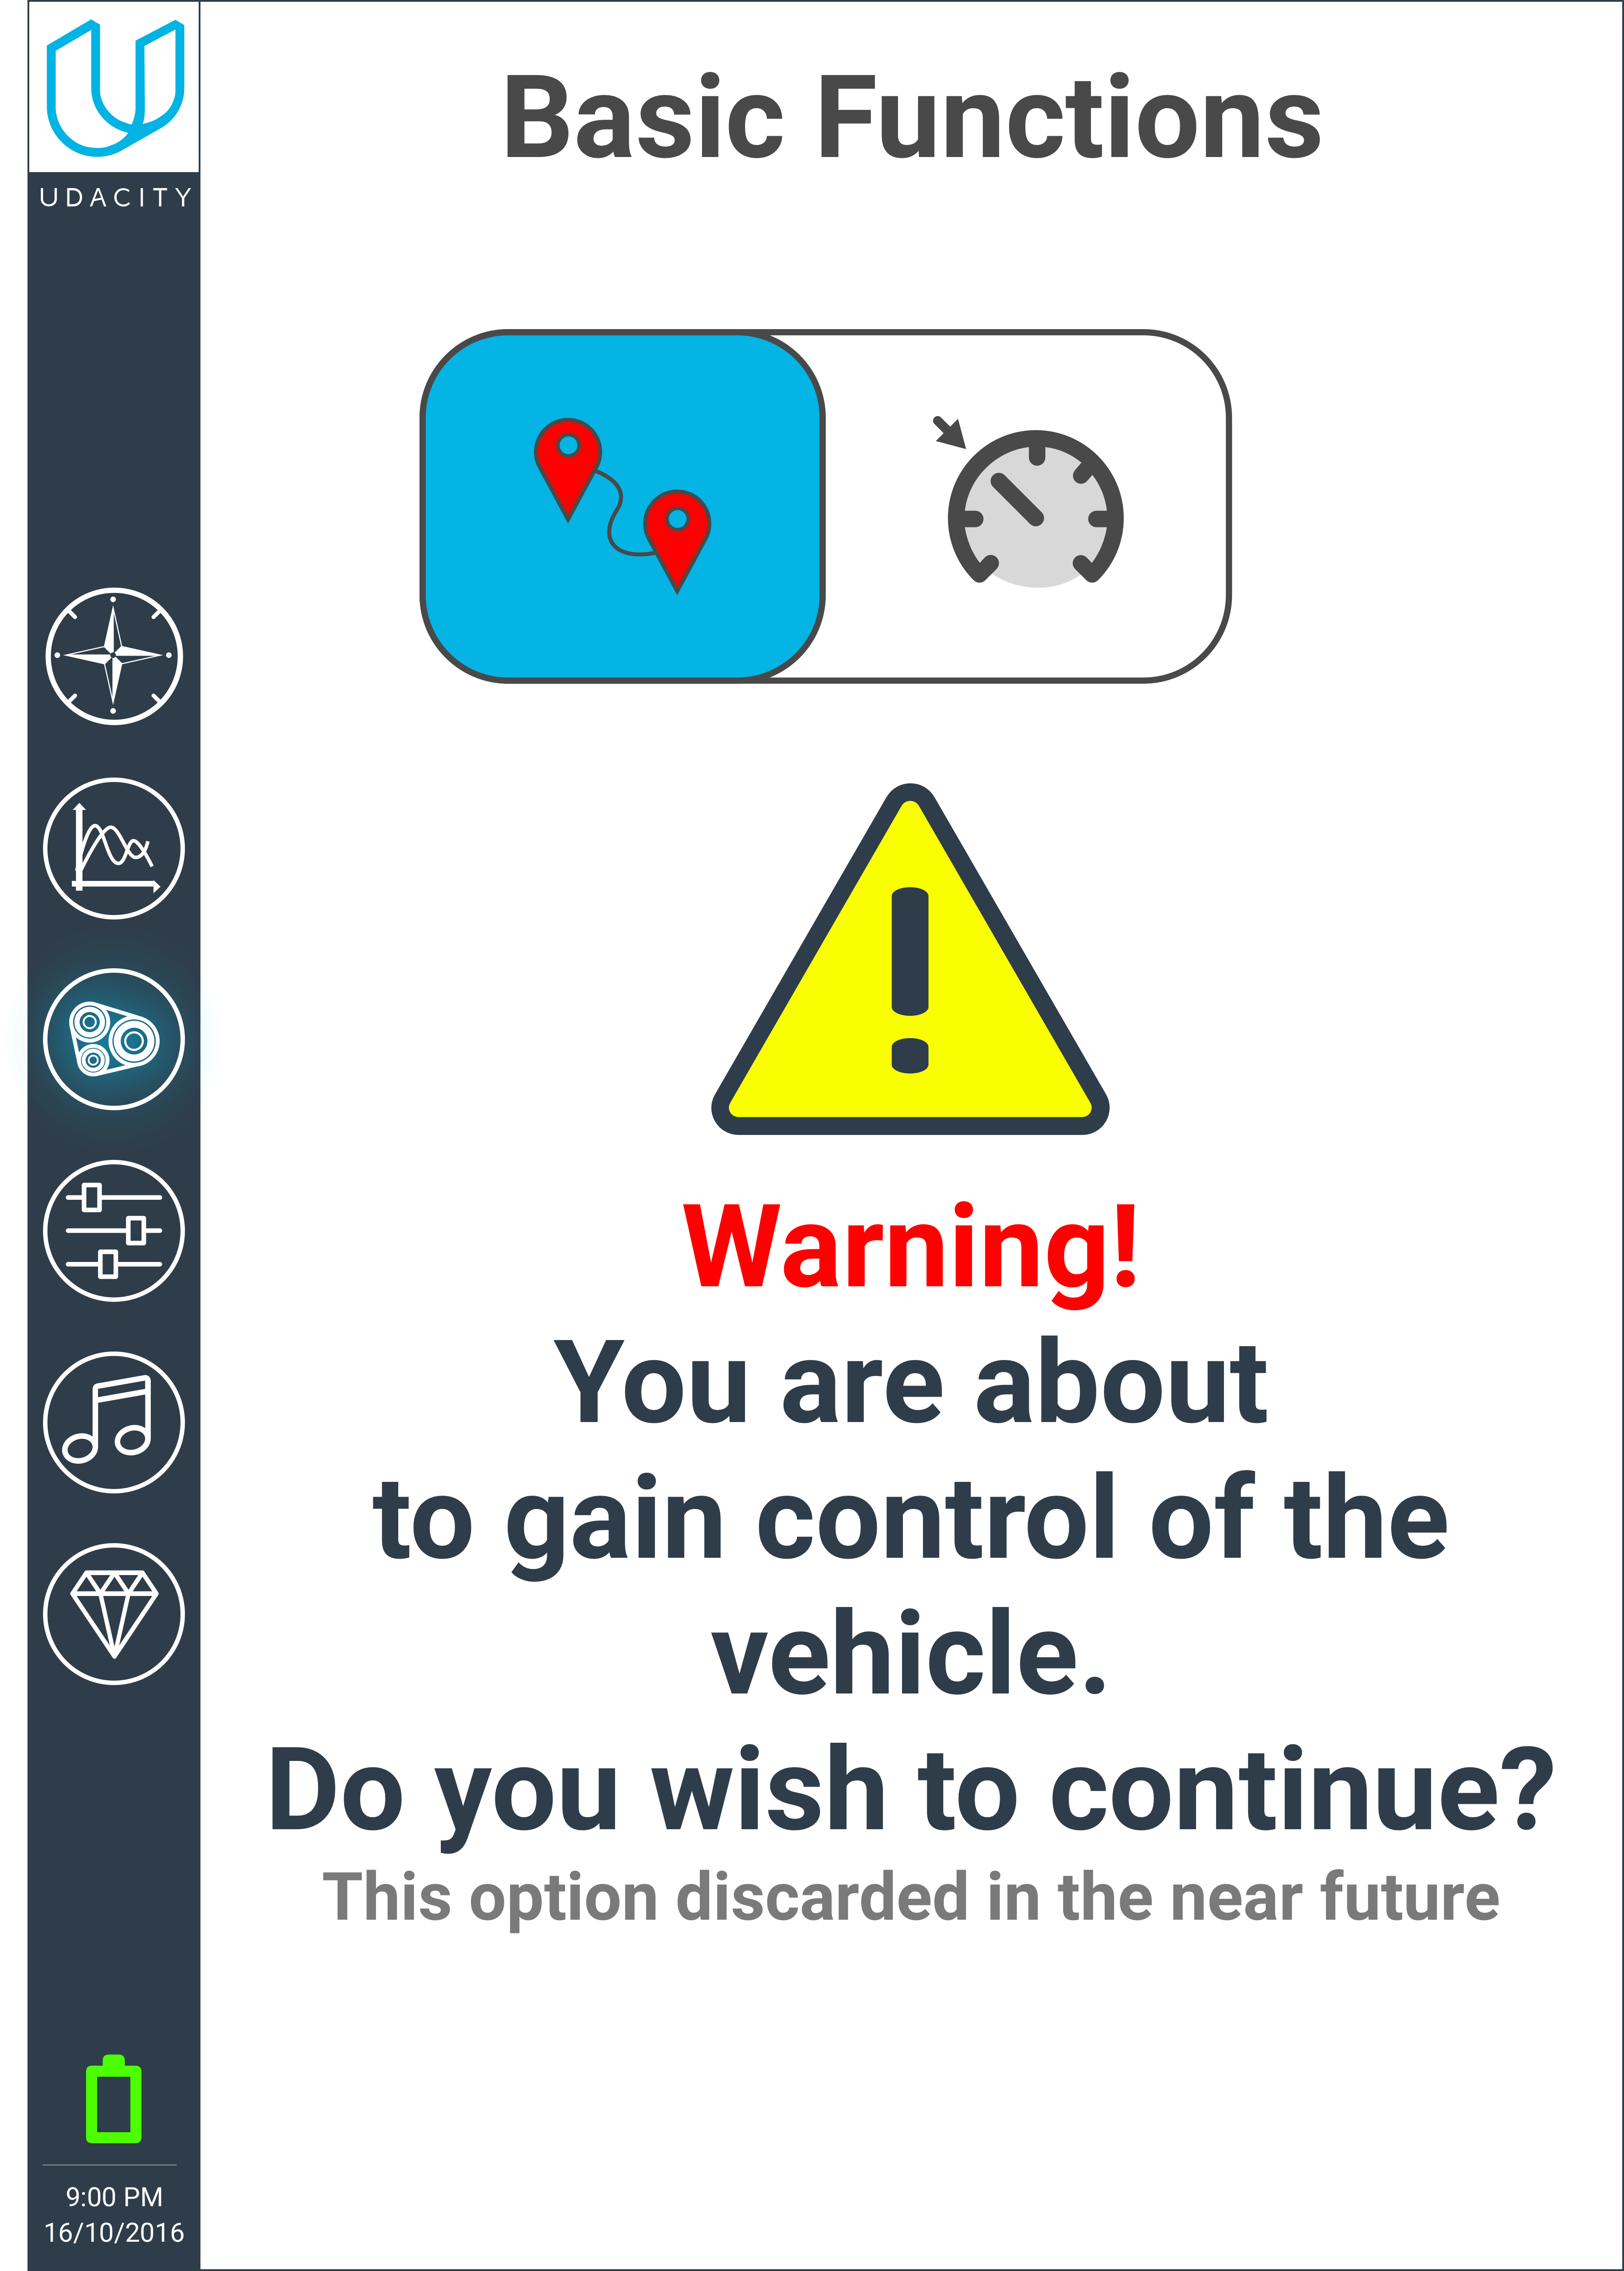 UDACITY
Basic Functions
Warning!
You are about
to gain control of the
vehicle.
Do you wish to continue?
This option discarded in the near future
9:00 PM
16/10/2016